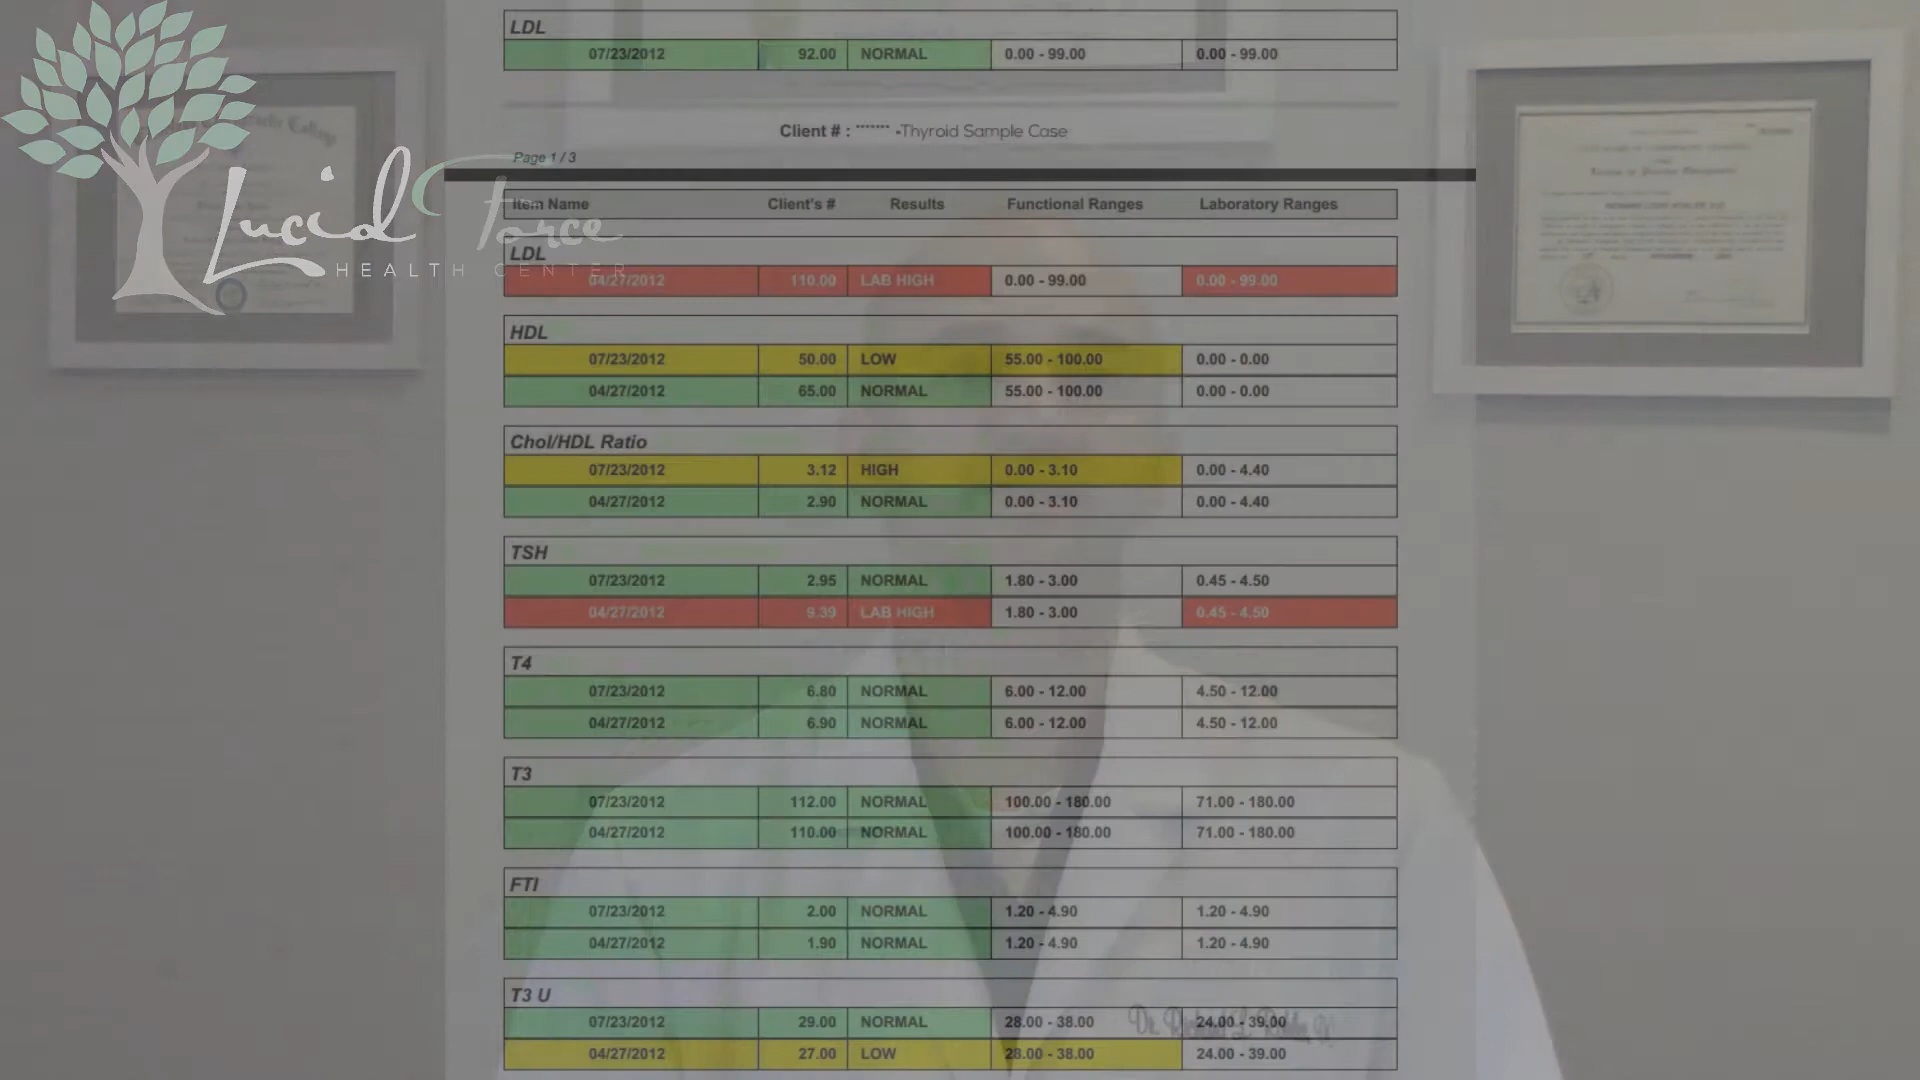 LDL
07/23/2012 92.00 NORMAL 0.00 - 99.00 0.00 - 99.00
Client # : ******* -Thyroid Sample Case
Page 1 / 3
Item Name Client's # Results Functional Ranges Laboratory Ranges
Lucid Force
HEALTH CENTER
LDL
04/27/2012 110.00 LAB HIGH 0.00 - 99.00 0.00 - 99.00
HDL
07/23/2012 50.00 LOW 55.00 - 100.00 0.00 - 0.00
04/27/2012 65.00 NORMAL 55.00 - 100.00 0.00 - 0.00
Chol/HDL Ratio
07/23/2012 3.12 HIGH 0.00 - 3.10 0.00 - 4.40
04/27/2012 2.90 NORMAL 0.00 - 3.10 0.00 - 4.40
TSH
07/23/2012 2.95 NORMAL 1.80 - 3.00 0.45 - 4.50
04/27/2012 9.39 LAB HIGH 1.80 - 3.00 0.45 - 4.50
T4
07/23/2012 6.80 NORMAL 6.00 - 12.00 4.50 - 12.00
04/27/2012 6.90 NORMAL 6.00 - 12.00 4.50 - 12.00
T3
07/23/2012 112.00 NORMAL 100.00 - 180.00 71.00 - 180.00
04/27/2012 110.00 NORMAL 100.00 - 180.00 71.00 - 180.00
FTI
07/23/2012 2.00 NORMAL 1.20 - 4.90 1.20 - 4.90
04/27/2012 1.90 NORMAL 1.20 - 4.90 1.20 - 4.90
T3 U
07/23/2012 29.00 NORMAL 28.00 - 38.00 24.00 - 39.00
04/27/2012 27.00 LOW 28.00 - 38.00 24.00 - 39.00